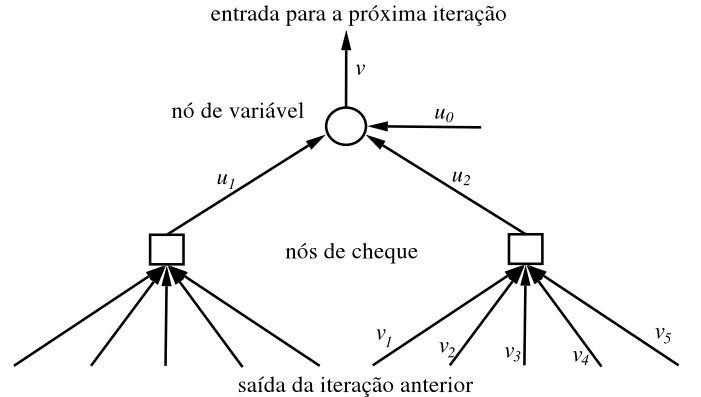 entrada para a próxima iteração
v
nó de variável
u0
u1
u2
nós de cheque
v1
v2
v3
v4
v5
saída da iteração anterior